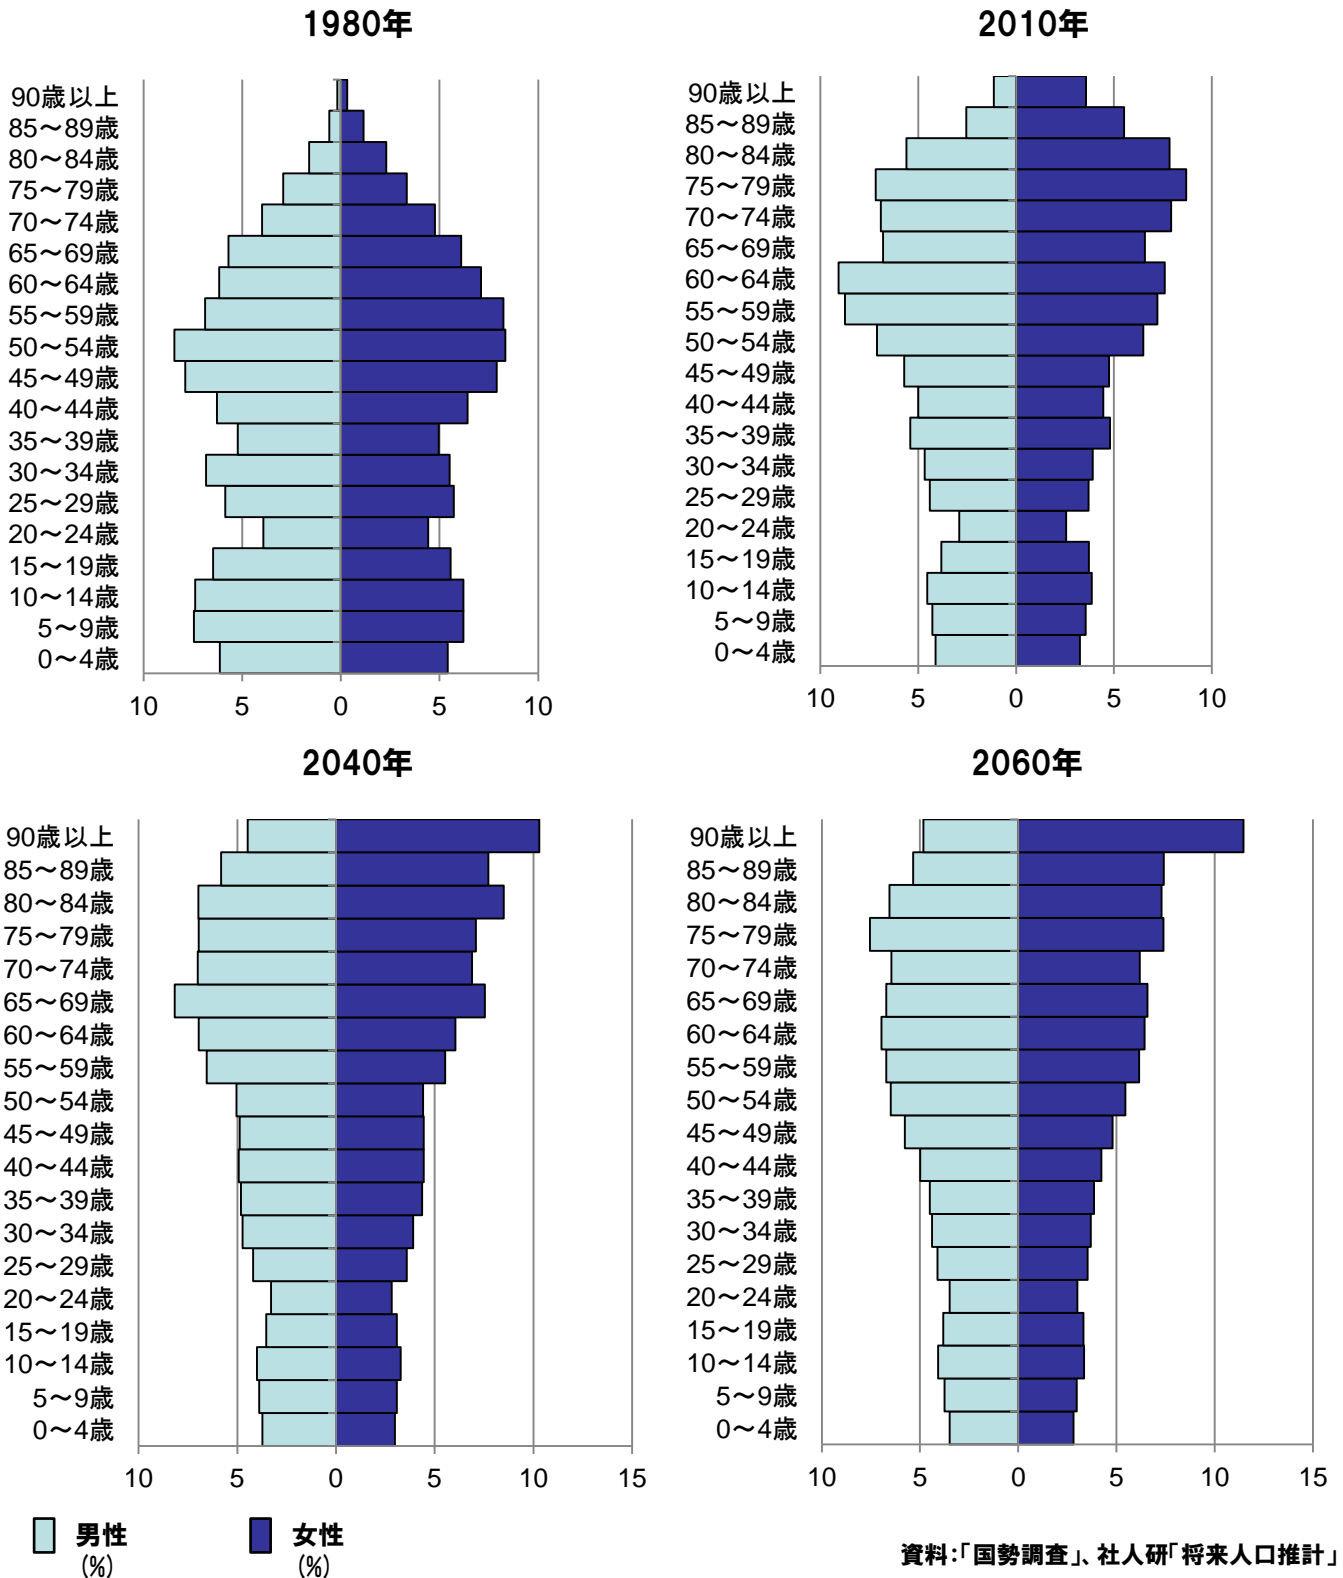 1980年
90歳以上
85～89歳
80～84歳
75～79歳
70～74歳
65～69歳
60～64歳
55～59歳
50～54歳
45～49歳
40～44歳
35～39歳
30～34歳
25～29歳
20～24歳
15～19歳
10～14歳
5～9歳
0～4歳
10 5 0 5 10
2010年
90歳以上
85～89歳
80～84歳
75～79歳
70～74歳
65～69歳
60～64歳
55～59歳
50～54歳
45～49歳
40～44歳
35～39歳
30～34歳
25～29歳
20～24歳
15～19歳
10～14歳
5～9歳
0～4歳
10 5 0 5 10
2040年
90歳以上
85～89歳
80～84歳
75～79歳
70～74歳
65～69歳
60～64歳
55～59歳
50～54歳
45～49歳
40～44歳
35～39歳
30～34歳
25～29歳
20～24歳
15～19歳
10～14歳
5～9歳
0～4歳
10 5 0 5 10 15
2060年
90歳以上
85～89歳
80～84歳
75～79歳
70～74歳
65～69歳
60～64歳
55～59歳
50～54歳
45～49歳
40～44歳
35～39歳
30～34歳
25～29歳
20～24歳
15～19歳
10～14歳
5～9歳
0～4歳
10 5 0 5 10 15
男性
(%)
女性
(%)
資料：「国勢調査」、社人研「将来人口推計」